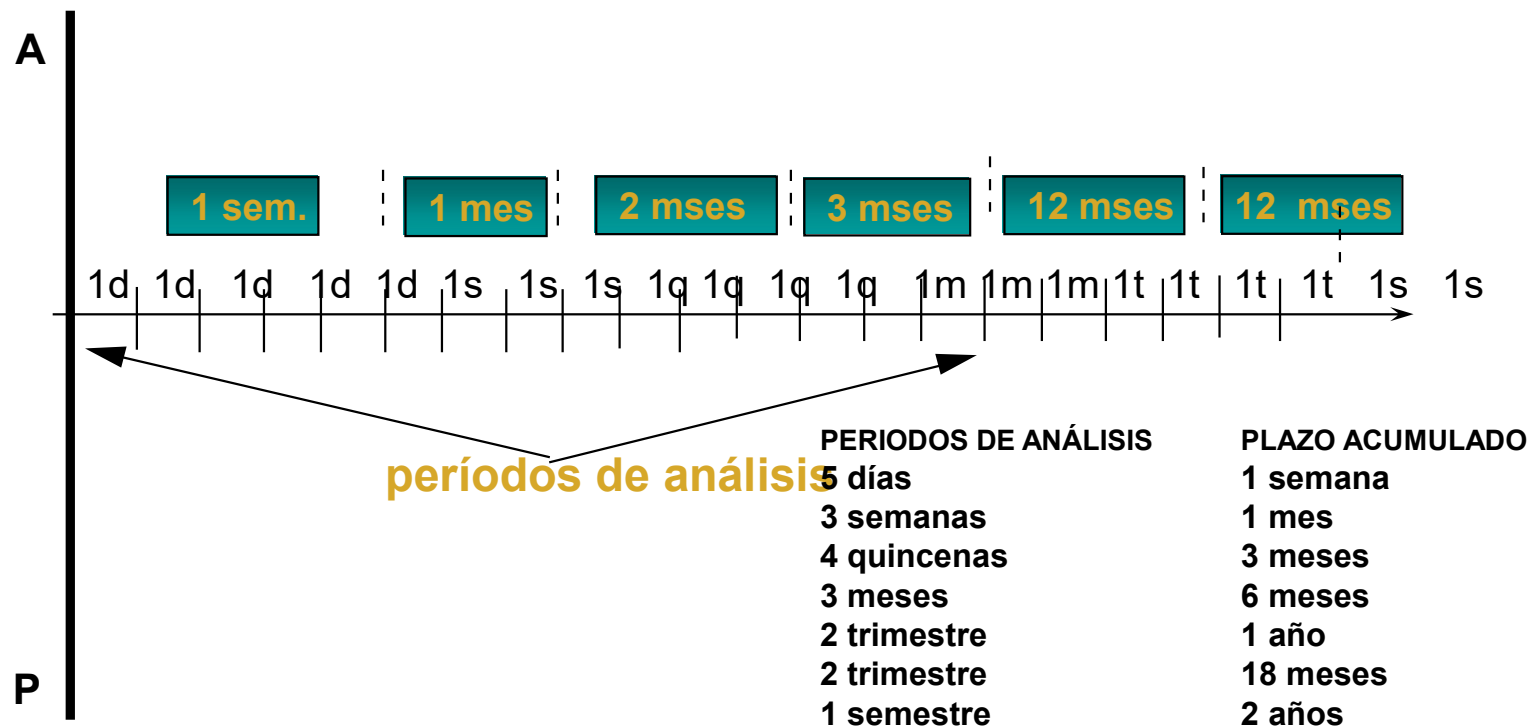 A
1 sem. 1 mes 2 mses 3 mses 12 mses 12 mses
1d 1d 1d 1d 1d 1s 1s 1s 1q 1q 1q 1q 1m 1m 1m 1t 1t 1t 1t 1s 1s
períodos de análisis
PERIODOS DE ANÁLISIS PLAZO ACUMULADO
5 días 1 semana
3 semanas 1 mes
4 quincenas 3 meses
3 meses 6 meses
2 trimestre 1 año
2 trimestre 18 meses
1 semestre 2 años
P